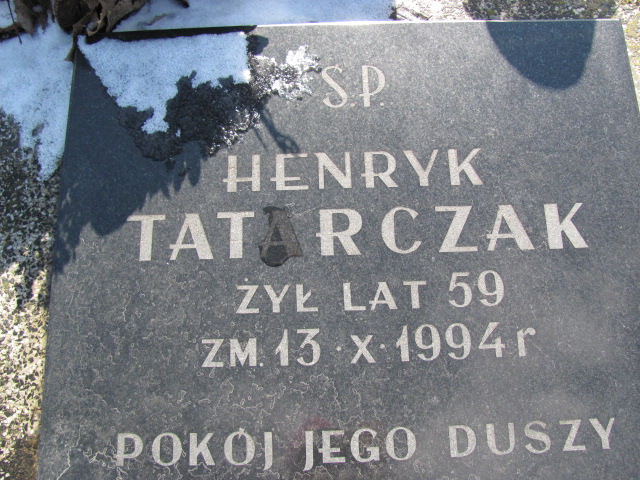 Ś.P.
HENRYK
TATARCZAK
ŻYŁ LAT 59
ZM. 13·X·1994 r
POKÓJ JEGO DUSZY